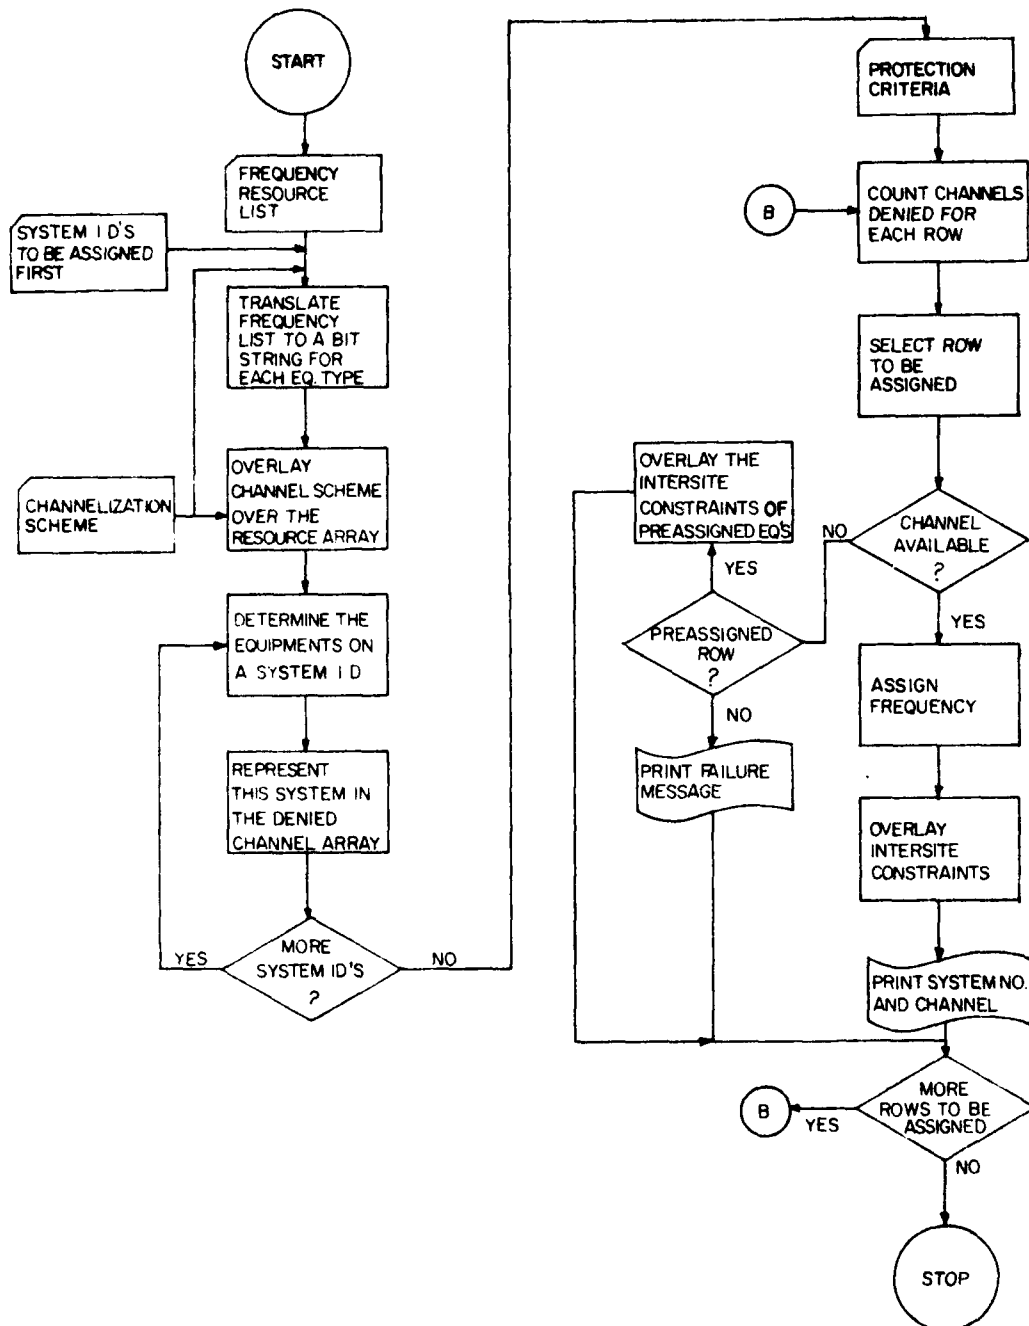 START
FREQUENCY
RESOURCE
LIST
SYSTEM I D'S
TO BE ASSIGNED
FIRST
TRANSLATE
FREQUENCY
LIST TO A BIT
STRING FOR
EACH EQ. TYPE
OVERLAY
CHANNEL SCHEME
OVER THE
RESOURCE ARRAY
CHANNELIZATION
SCHEME
DETERMINE THE
EQUIPMENTS ON
A SYSTEM I D
REPRESENT
THIS SYSTEM IN
THE DENIED
CHANNEL ARRAY
MORE
SYSTEM ID'S
?
YES
NO
PROTECTION
CRITERIA
B
COUNT CHANNELS
DENIED FOR
EACH ROW
SELECT ROW
TO BE
ASSIGNED
CHANNEL
AVAILABLE
?
NO
YES
OVERLAY THE
INTERSITE
CONSTRAINTS OF
PREASSIGNED EQ'S
YES
PREASSIGNED
ROW
?
NO
PRINT FAILURE
MESSAGE
ASSIGN
FREQUENCY
OVERLAY
INTERSITE
CONSTRAINTS
PRINT SYSTEM NO.
AND CHANNEL
MORE
ROWS TO BE
ASSIGNED
B
YES
NO
STOP